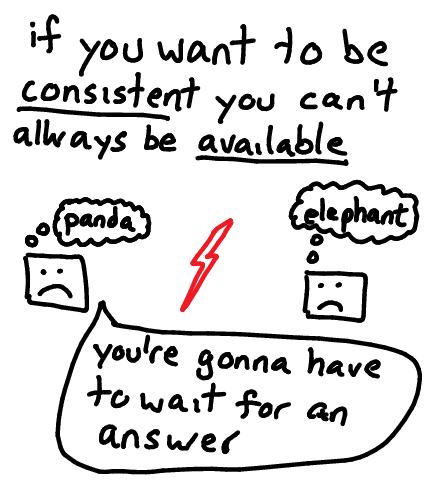 if you want to be
consistent you can't
always be available
panda
elephant
you're gonna have
to wait for an
answer